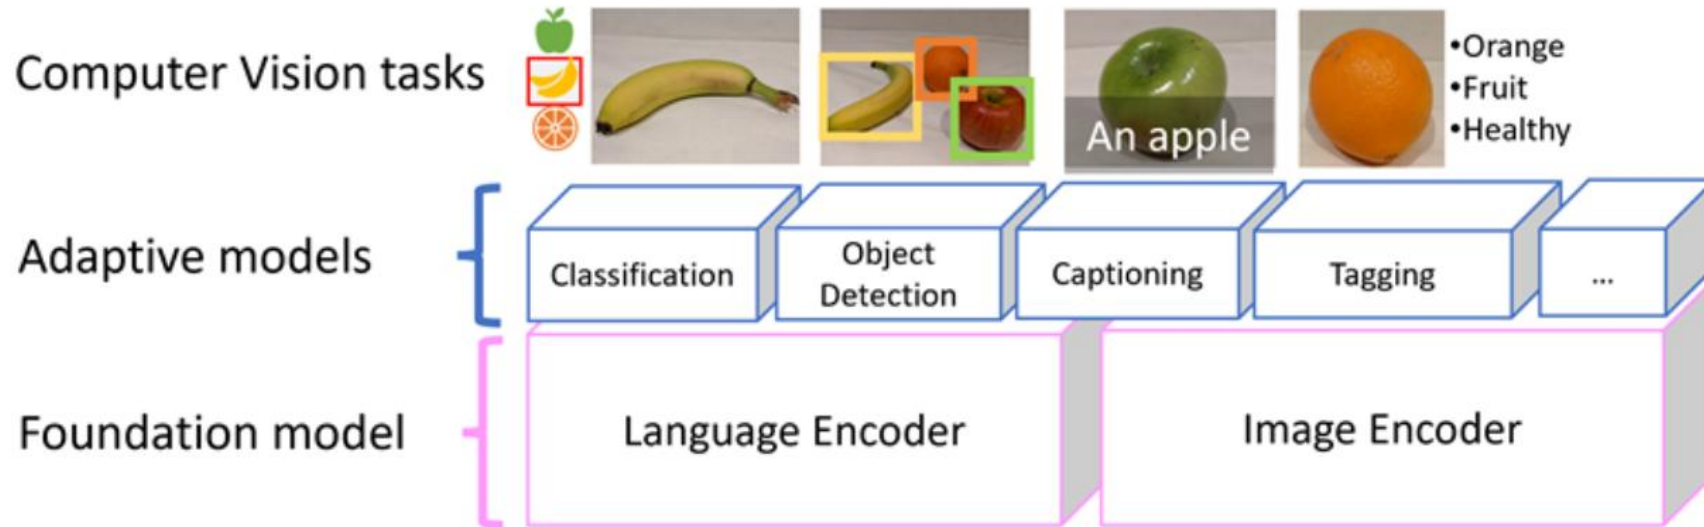 Computer Vision tasks
An apple
•Orange
•Fruit
•Healthy
Adaptive models
Classification
Object
Detection
Captioning
Tagging
...
Foundation model
Language Encoder
Image Encoder